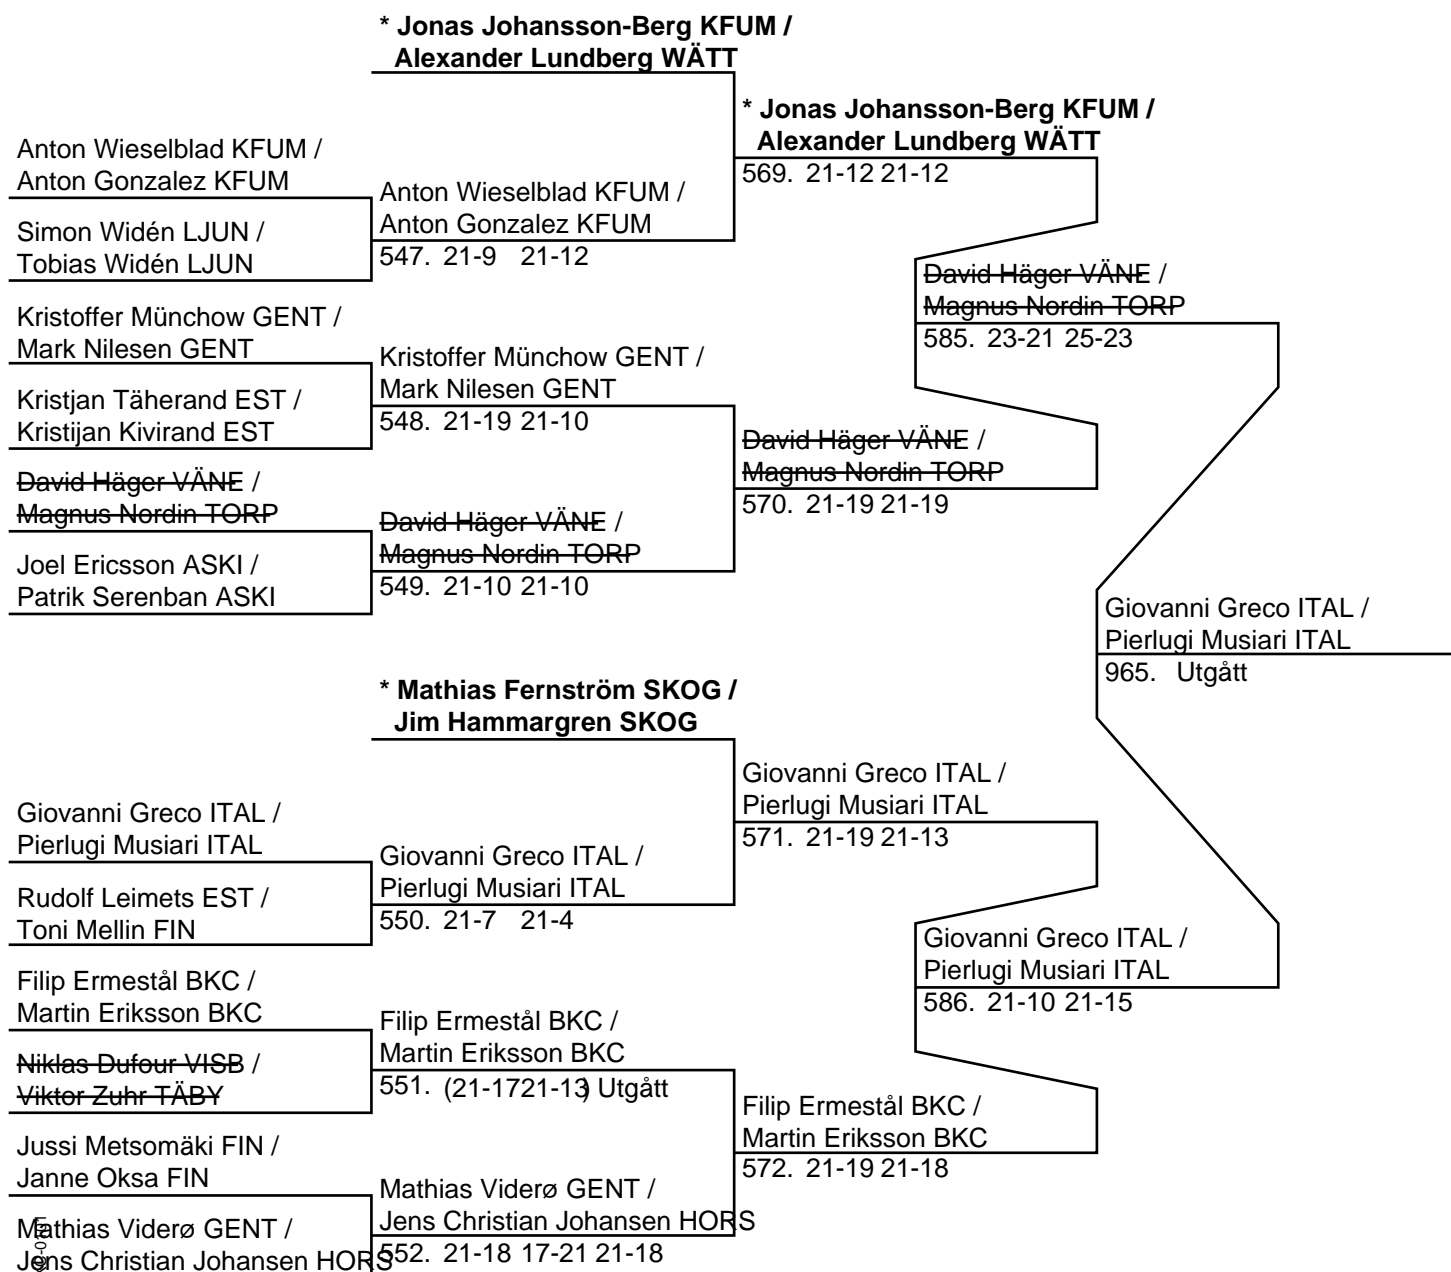 * Jonas Johansson-Berg KFUM /
Alexander Lundberg WÄTT
* Jonas Johansson-Berg KFUM /
Alexander Lundberg WÄTT
569. 21-12 21-12
Anton Wieselblad KFUM /
Anton Gonzalez KFUM
Simon Widén LJUN /
Tobias Widén LJUN
Anton Wieselblad KFUM /
Anton Gonzalez KFUM
547. 21-9 21-12
David Häger VÄNE /
Magnus Nordin TORP
585. 23-21 25-23
Kristoffer Münchow GENT /
Mark Nilesen GENT
Kristjan Täherand EST /
Kristijan Kivirand EST
Kristoffer Münchow GENT /
Mark Nilesen GENT
548. 21-19 21-10
David Häger VÄNE /
Magnus Nordin TORP
570. 21-19 21-19
David Häger VÄNE /
Magnus Nordin TORP
Joel Ericsson ASKI /
Patrik Serenban ASKI
David Häger VÄNE /
Magnus Nordin TORP
549. 21-10 21-10
Giovanni Greco ITAL /
Pierlugi Musiari ITAL
965. Utgått
* Mathias Fernström SKOG /
Jim Hammargren SKOG
Giovanni Greco ITAL /
Pierlugi Musiari ITAL
571. 21-19 21-13
Giovanni Greco ITAL /
Pierlugi Musiari ITAL
Rudolf Leimets EST /
Toni Mellin FIN
Giovanni Greco ITAL /
Pierlugi Musiari ITAL
550. 21-7 21-4
Giovanni Greco ITAL /
Pierlugi Musiari ITAL
586. 21-10 21-15
Filip Ermestål BKC /
Martin Eriksson BKC
Niklas Dufour VISB /
Viktor Zuhr TÄBY
Filip Ermestål BKC /
Martin Eriksson BKC
551. (21-1721-13) Utgått
Filip Ermestål BKC /
Martin Eriksson BKC
572. 21-19 21-18
Jussi Metsomäki FIN /
Janne Oksa FIN
Mathias Viderø GENT /
Jens Christian Johansen HORS
Mathias Viderø GENT /
Jens Christian Johansen HORS
552. 21-18 17-21 21-18